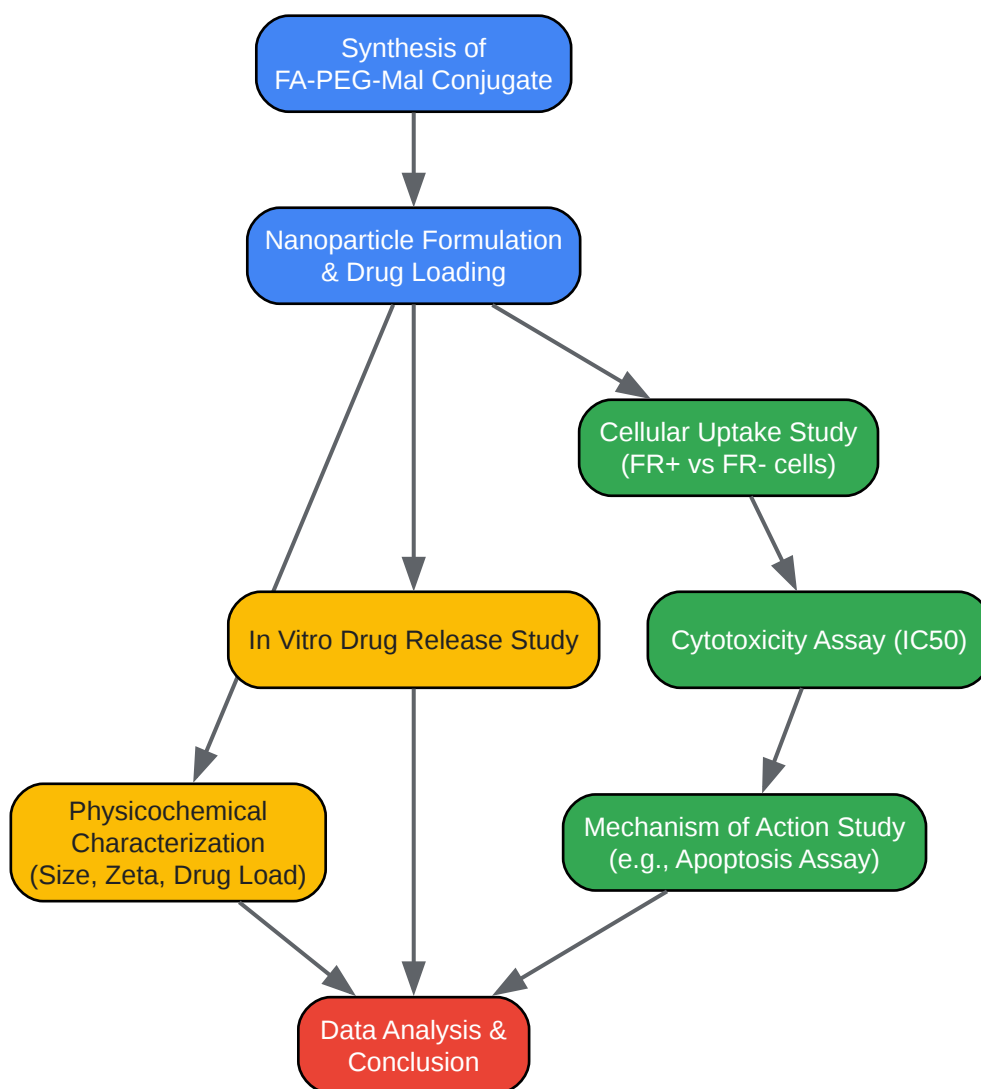 Synthesis of
FA-PEG-Mal Conjugate
Nanoparticle Formulation
& Drug Loading
Cellular Uptake Study
(FR+ vs FR- cells)
In Vitro Drug Release Study
Cytotoxicity Assay (IC50)
Physicochemical
Characterization
(Size, Zeta, Drug Load)
Mechanism of Action Study
(e.g., Apoptosis Assay)
Data Analysis &
Conclusion